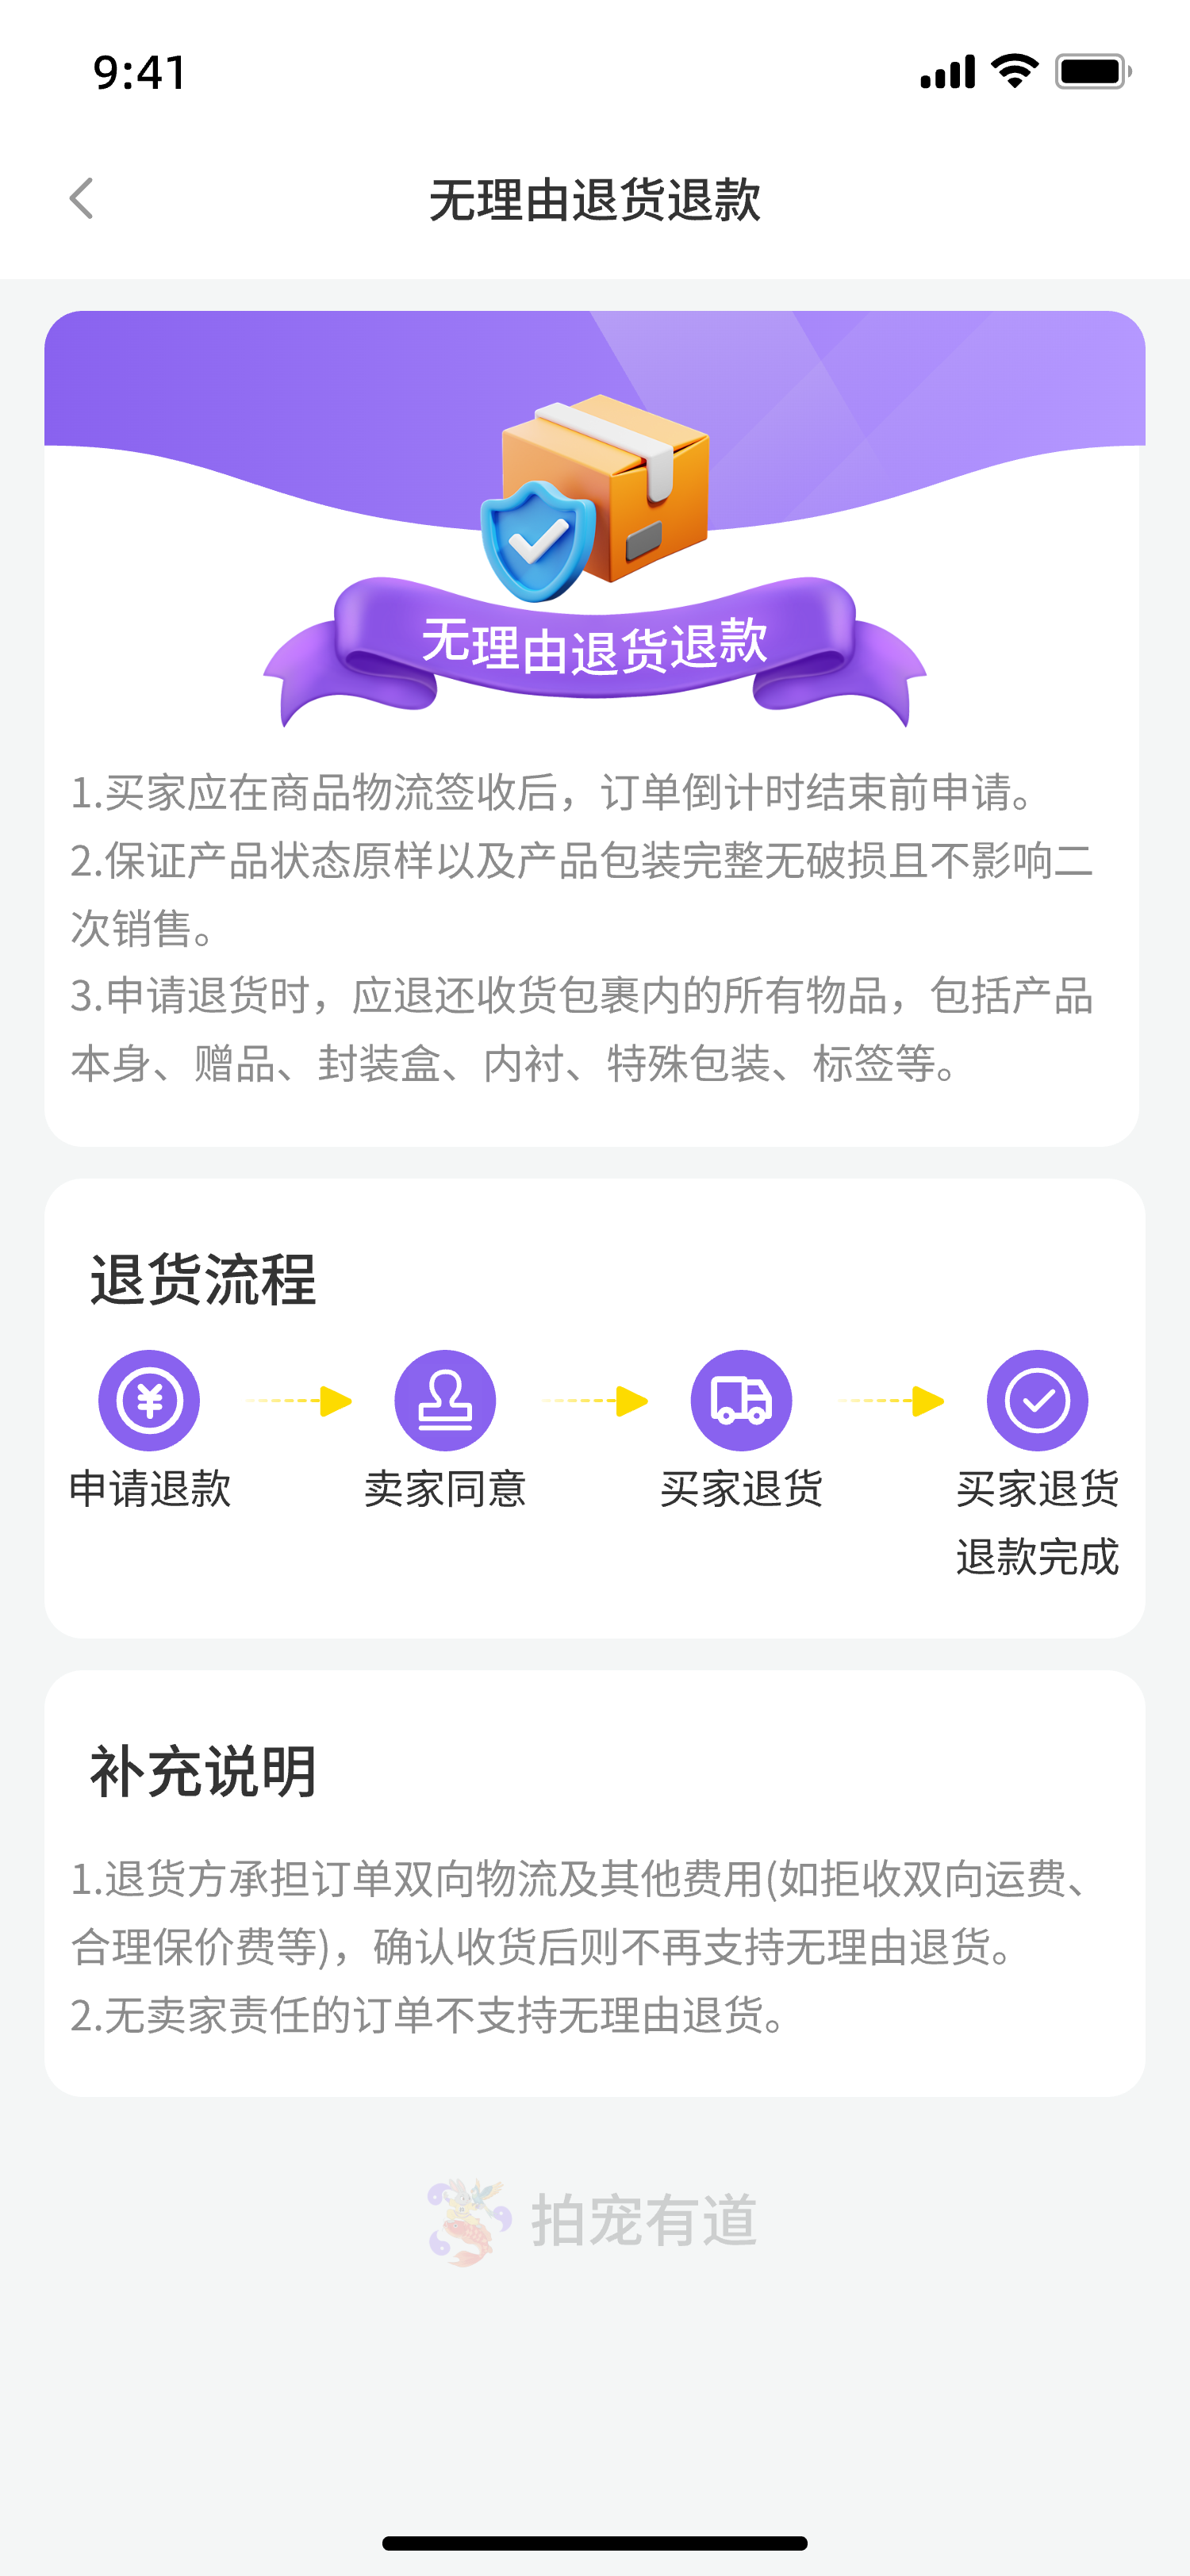 9:41
无理由退货退款
无理由退货退款
1.买家应在商品物流签收后，订单倒计时结束前申请。
2.保证产品状态原样以及产品包装完整无破损且不影响二
次销售。
3.申请退货时，应退还收货包裹内的所有物品，包括产品
本身、赠品、封装盒、内衬、特殊包装、标签等。
退货流程
申请退款
卖家同意
买家退货
买家退货
退款完成
补充说明
1.退货方承担订单双向物流及其他费用(如拒收双向运费、
合理保价费等)，确认收货后则不再支持无理由退货。
2.无卖家责任的订单不支持无理由退货。
拍宠有道